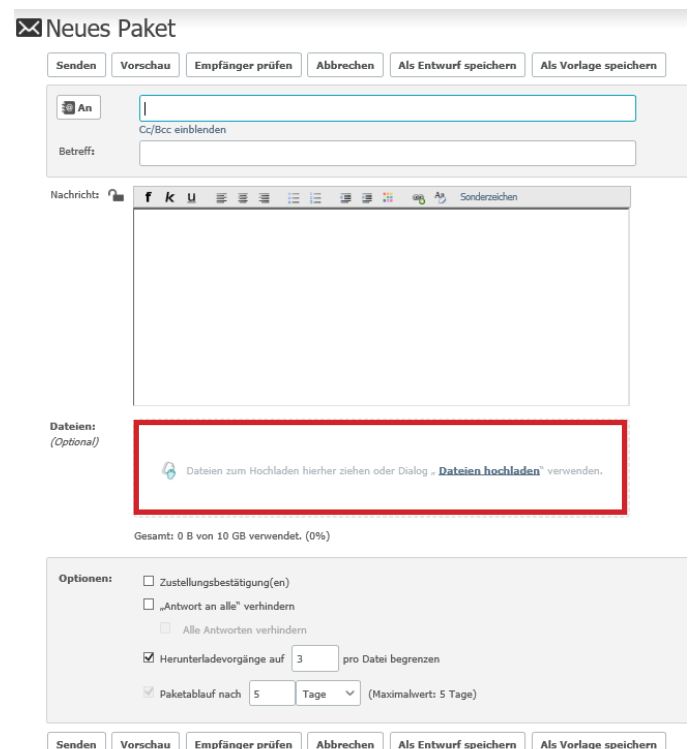 Neues Paket
Senden Vorschau Empfänger prüfen Abbrechen Als Entwurf speichern Als Vorlage speichern
An
Cc/Bcc einblenden
Betreff:
Nachricht: f k u Sonderzeichen
Dateien:
(Optional)
Dateien zum Hochladen hierher ziehen oder Dialog „ Dateien hochladen“ verwenden.
Gesamt: 0 B von 10 GB verwendet. (0%)
Optionen: Zustellungsbestätigung(en)
„Antwort an alle“ verhindern
Alle Antworten verhindern
Herunterladevorgänge auf 3 pro Datei begrenzen
Paketablauf nach 5 Tage (Maximalwert: 5 Tage)
Senden Vorschau Empfänger prüfen Abbrechen Als Entwurf speichern Als Vorlage speichern